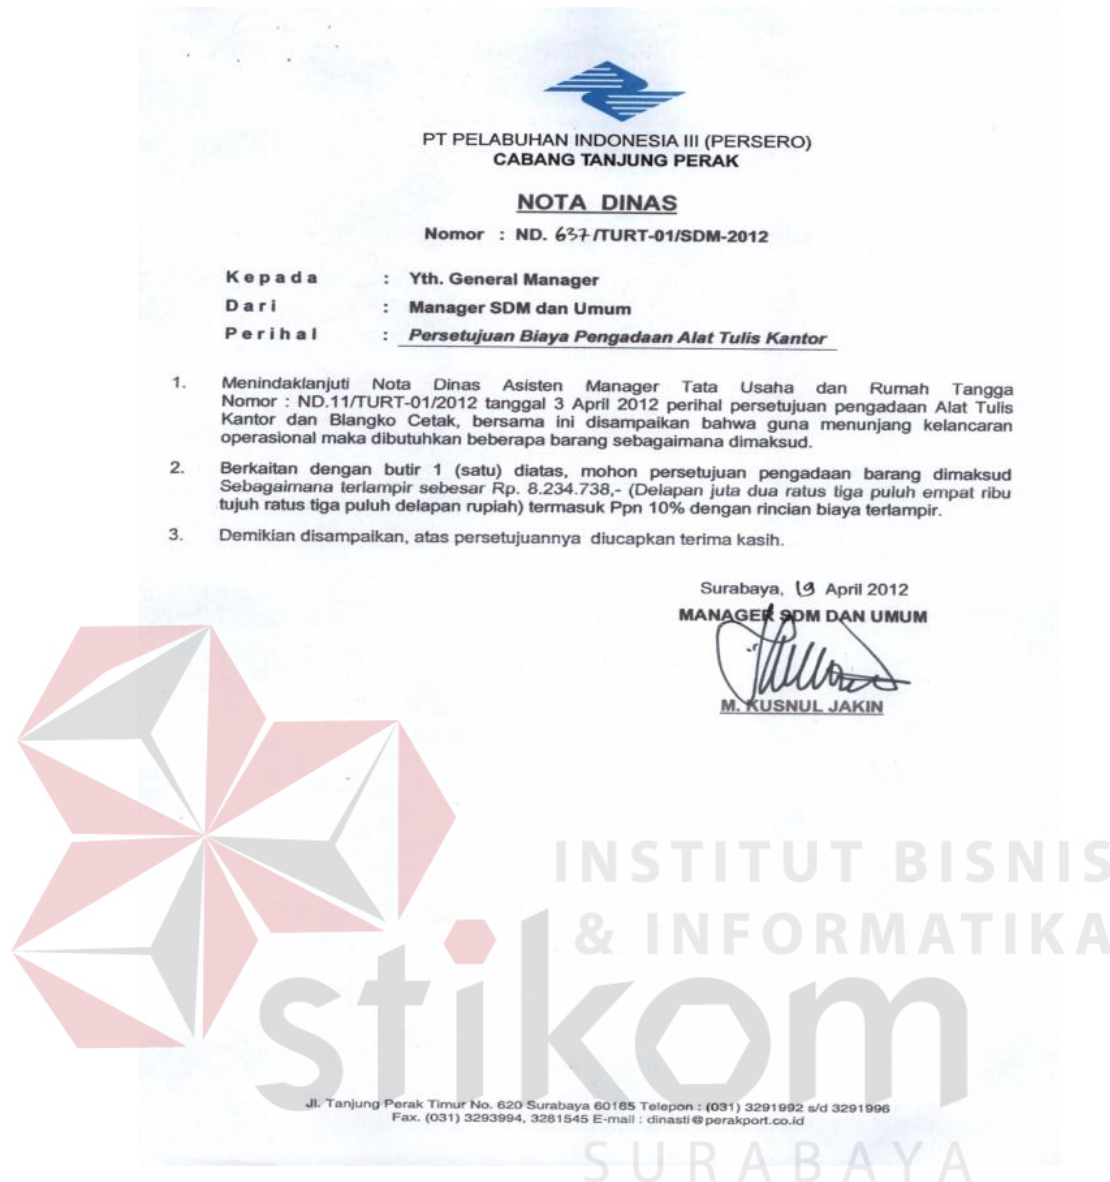 PT PELABUHAN INDONESIA III (PERSERO)
CABANG TANJUNG PERAK
NOTA DINAS
Nomor : ND. 637/TURT-01/SDM-2012
Kepada : Yth. General Manager
Dari : Manager SDM dan Umum
Perihal : Persetujuan Biaya Pengadaan Alat Tulis Kantor
1. Menindaklanjuti Nota Dinas Asisten Manager Tata Usaha dan Rumah Tangga
Nomor : ND.11/TURT-01/2012 tanggal 3 April 2012 perihal persetujuan pengadaan Alat Tulis
Kantor dan Blangko Cetak, bersama ini disampaikan bahwa guna menunjang kelancaran
operasional maka dibutuhkan beberapa barang sebagaimana dimaksud.
2. Berkaitan dengan butir 1 (satu) diatas, mohon persetujuan pengadaan barang dimaksud
Sebagaimana terlampir sebesar Rp. 8.234.738,- (Delapan juta dua ratus tiga puluh empat ribu
tujuh ratus tiga puluh delapan rupiah) termasuk Ppn 10% dengan rincian biaya terlampir.
3. Demikian disampaikan, atas persetujuannya diucapkan terima kasih.
Surabaya, 19 April 2012
MANAGER SDM DAN UMUM
M. KUSNUL JAKIN
INSTITUT BISNIS
& INFORMATIKA
stikom
SURABAYA
Jl. Tanjung Perak Timur No. 620 Surabaya 60165 Telepon : (031) 3291992 s/d 3291996
Fax. (031) 3293994, 3281545 E-mail : dinasti@perakport.co.id